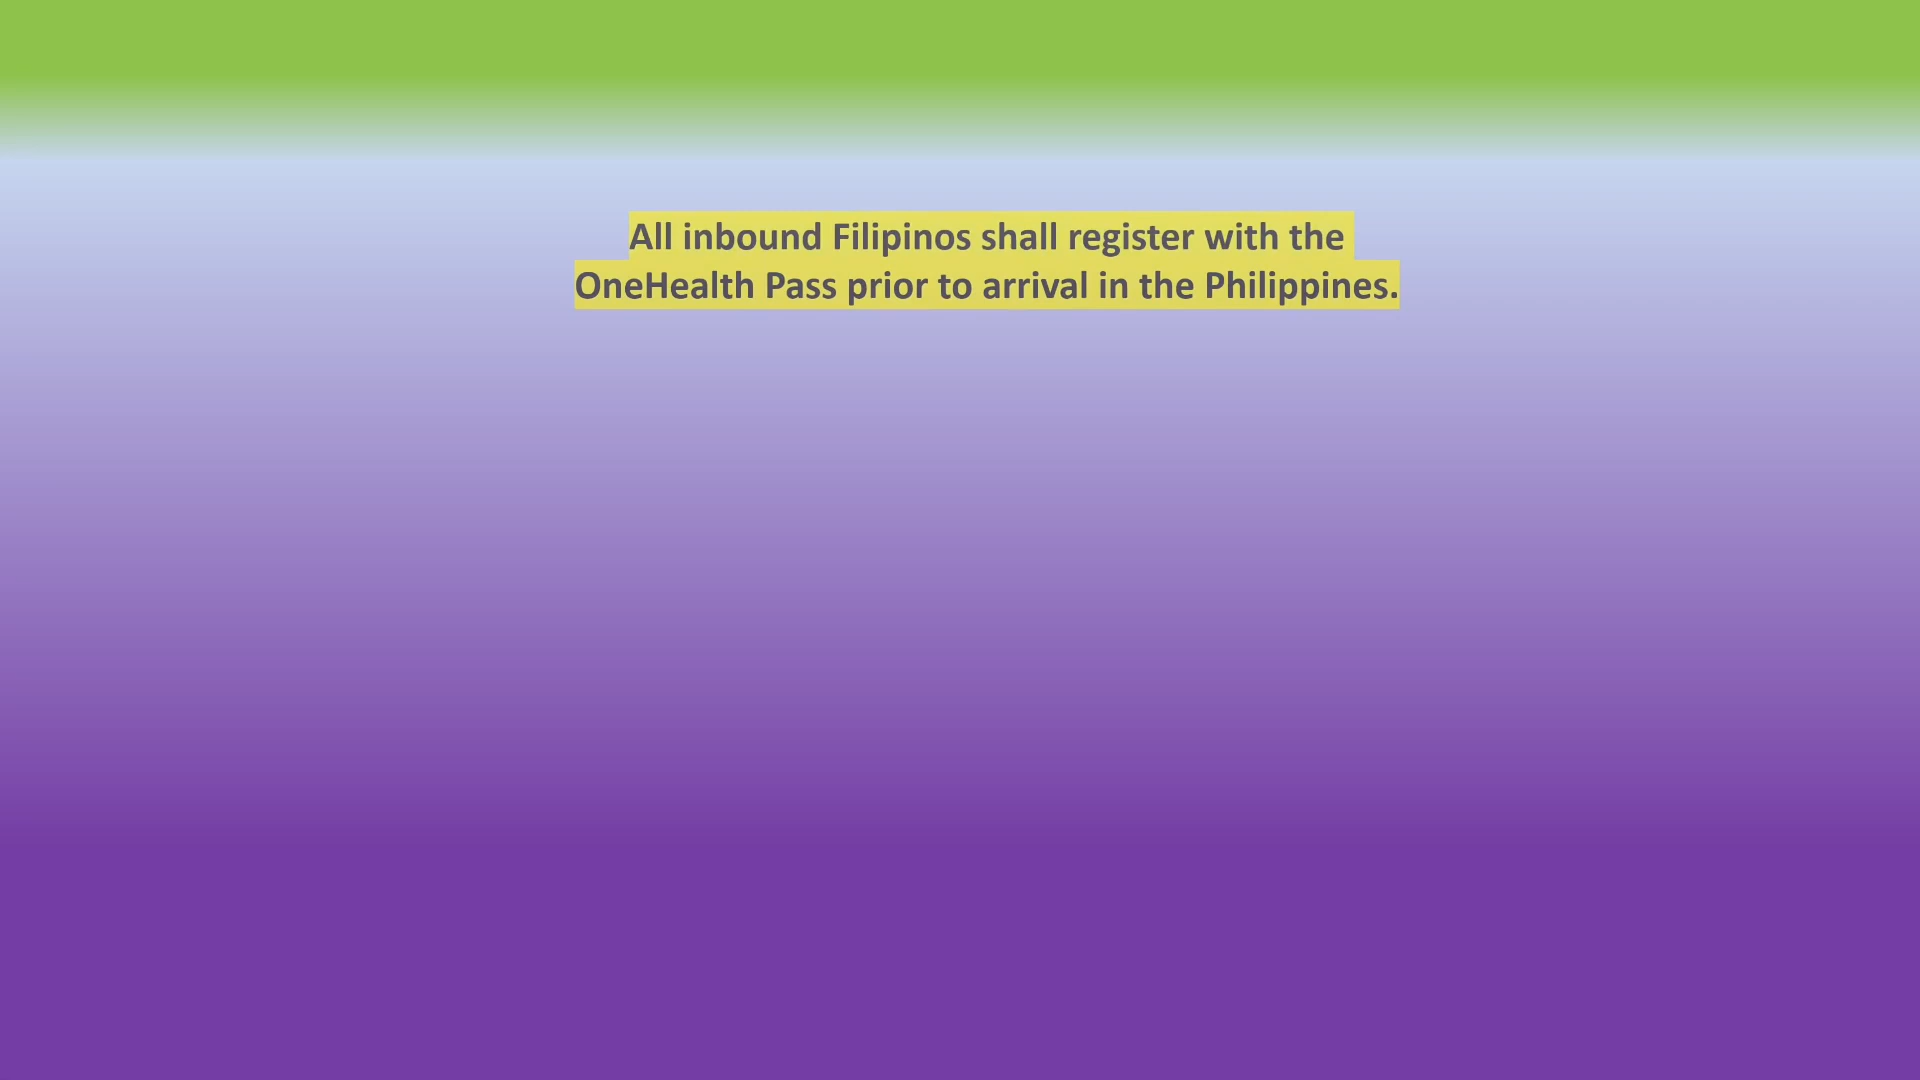 All inbound Filipinos shall register with the
OneHealth Pass prior to arrival in the Philippines.